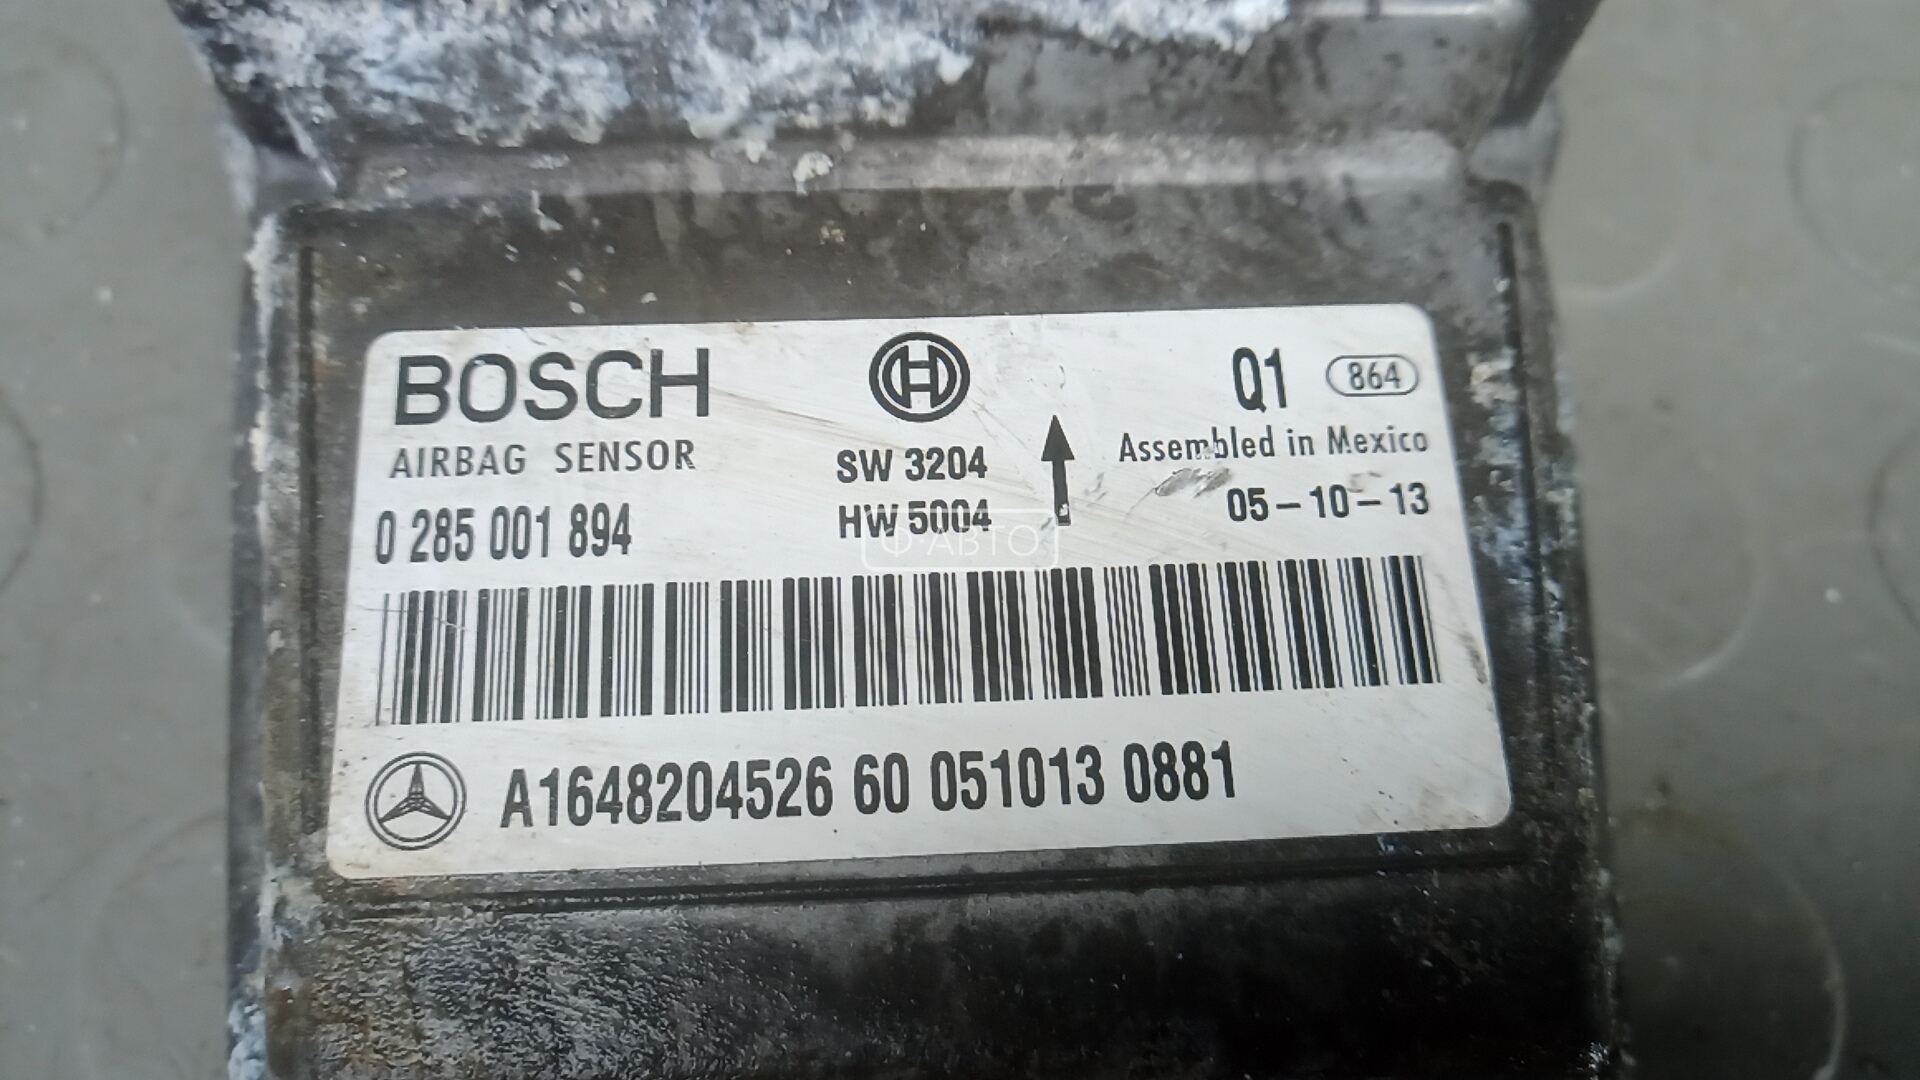 BOSCH
AIRBAG SENSOR
0 285 001 894
SW 3204
HW 5004
Q1 864
Assembled in Mexico
05-10-13
Ф·АВТО
A1648204526 60 051013 0881